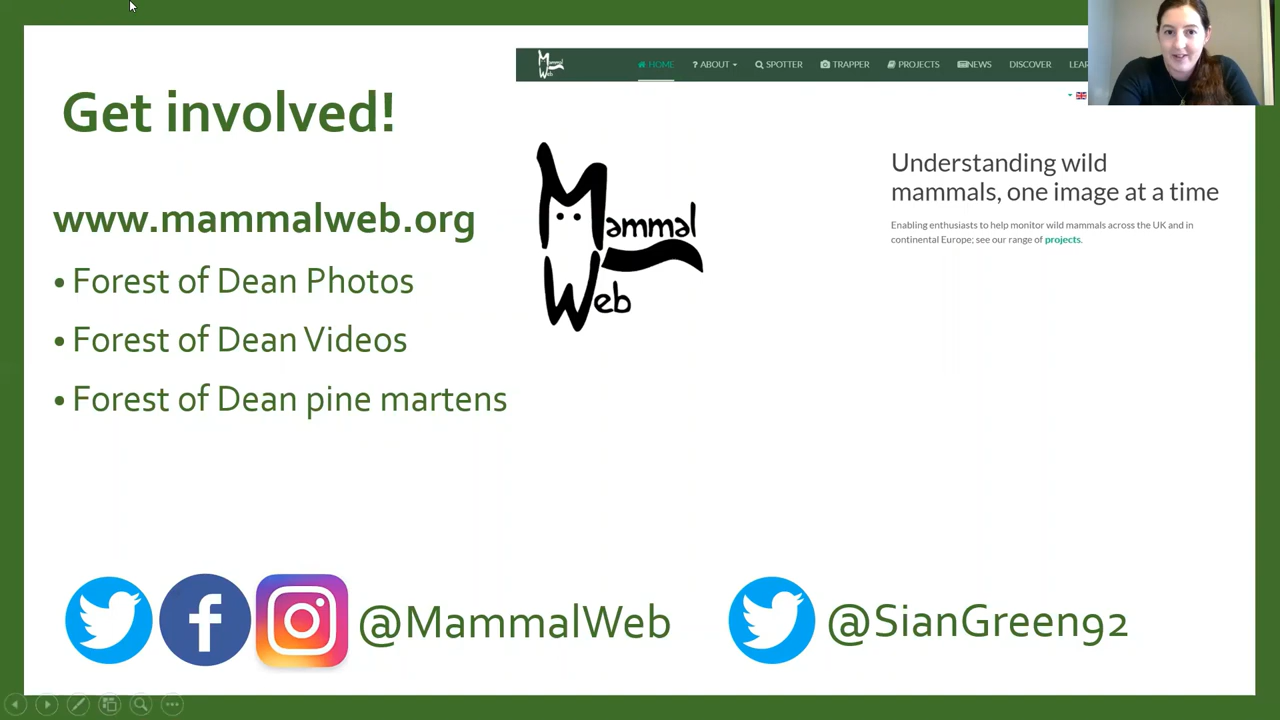 Get involved!
www.mammalweb.org
• Forest of Dean Photos
• Forest of Dean Videos
• Forest of Dean pine martens
Mammal
Web
HOME
? ABOUT
SPOTTER
TRAPPER
PROJECTS
NEWS
DISCOVER
Mammal
Web
Understanding wild
mammals, one image at a time
Enabling enthusiasts to help monitor wild mammals across the UK and in
continental Europe; see our range of projects.
@MammalWeb
@SianGreen92